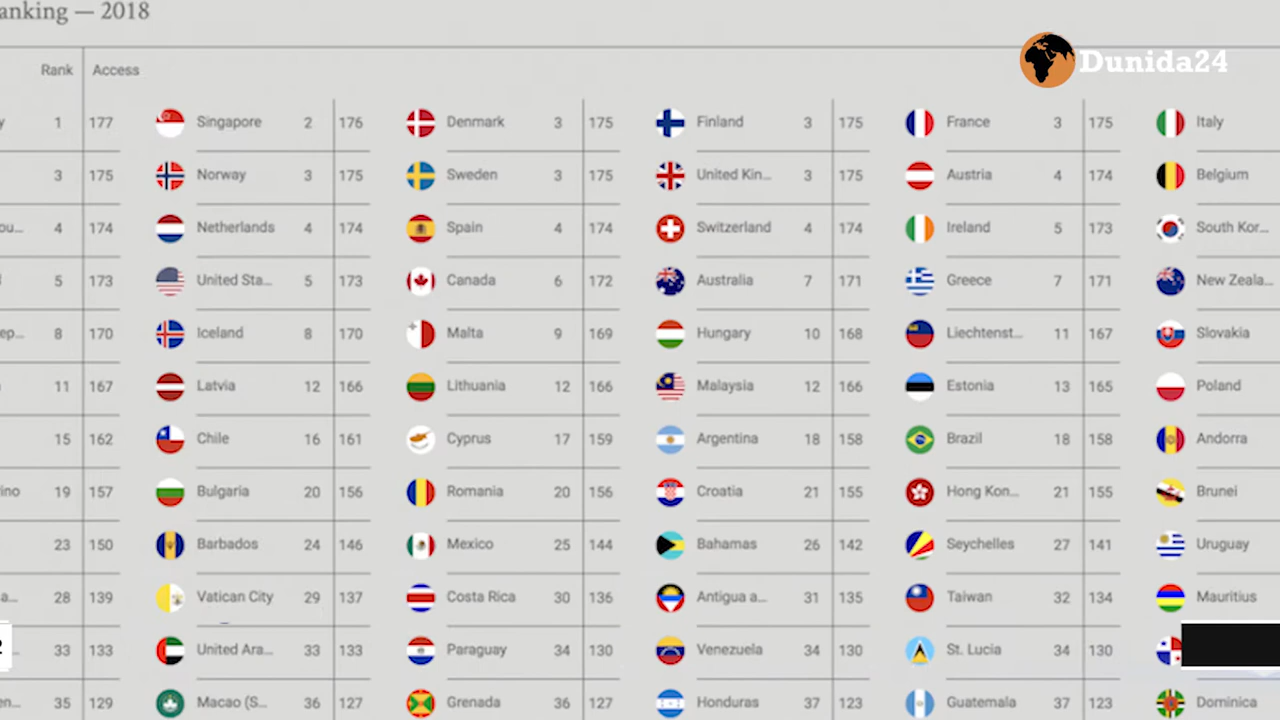 anking — 2018
Dunida24
Rank Access
y 1 177 Singapore 2 176 Denmark 3 175 Finland 3 175 France 3 175 Italy
3 175 Norway 3 175 Sweden 3 175 United Kin... 3 175 Austria 4 174 Belgium
ou... 4 174 Netherlands 4 174 Spain 4 174 Switzerland 4 174 Ireland 5 173 South Kor...
5 173 United Sta... 5 173 Canada 6 172 Australia 7 171 Greece 7 171 New Zeala...
ep... 8 170 Iceland 8 170 Malta 9 169 Hungary 10 168 Liechtenst... 11 167 Slovakia
11 167 Latvia 12 166 Lithuania 12 166 Malaysia 12 166 Estonia 13 165 Poland
15 162 Chile 16 161 Cyprus 17 159 Argentina 18 158 Brazil 18 158 Andorra
ino 19 157 Bulgaria 20 156 Romania 20 156 Croatia 21 155 Hong Kon... 21 155 Brunei
23 150 Barbados 24 146 Mexico 25 144 Bahamas 26 142 Seychelles 27 141 Uruguay
a... 28 139 Vatican City 29 137 Costa Rica 30 136 Antigua a... 31 135 Taiwan 32 134 Mauritius
33 133 United Ara... 33 133 Paraguay 34 130 Venezuela 34 130 St. Lucia 34 130
en... 35 129 Macao (S... 36 127 Grenada 36 127 Honduras 37 123 Guatemala 37 123 Dominica